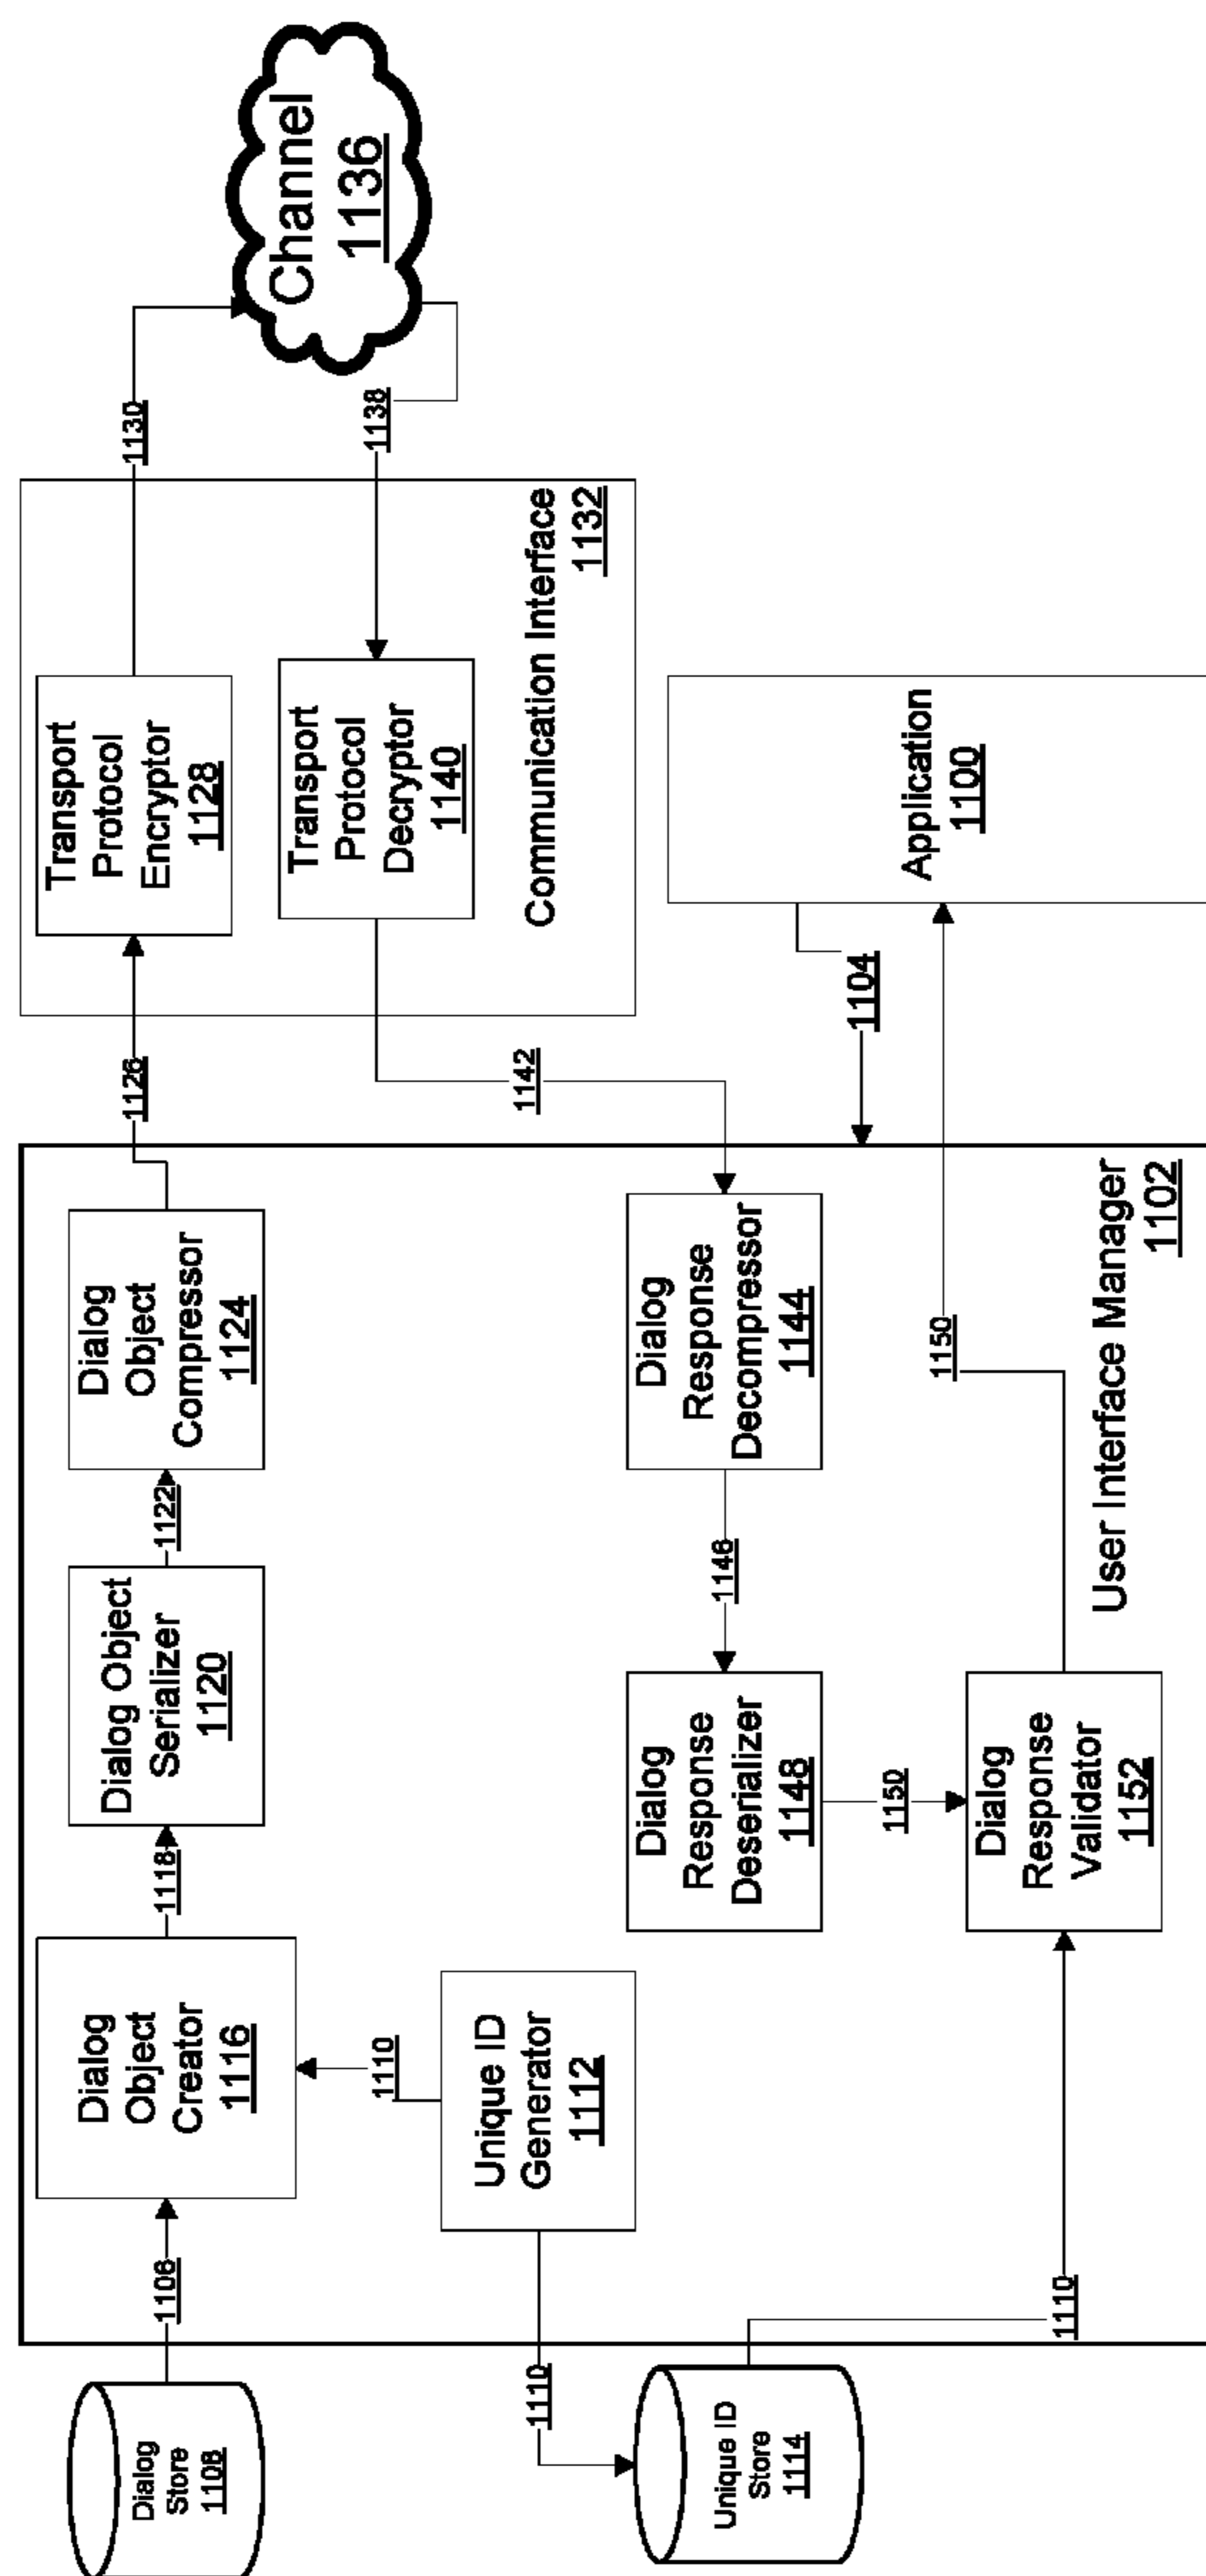 Dialog
Store
1108
1106
Dialog
Object
Creator
1116
1118
Dialog Object
Serializer
1120
1122
Dialog
Object
Compressor
1124
1126
Transport
Protocol
Encryptor
1128
1130
Channel
1136
1110
Unique ID
Generator
1112
1138
Transport
Protocol
Decryptor
1140
1142
Communication Interface
1132
1110
Unique ID
Store
1114
Dialog
Response
Deserializer
1148
1146
Dialog
Response
Decompressor
1144
1104
Application
1100
1150
1150
1110
Dialog
Response
Validator
1152
User Interface Manager
1102